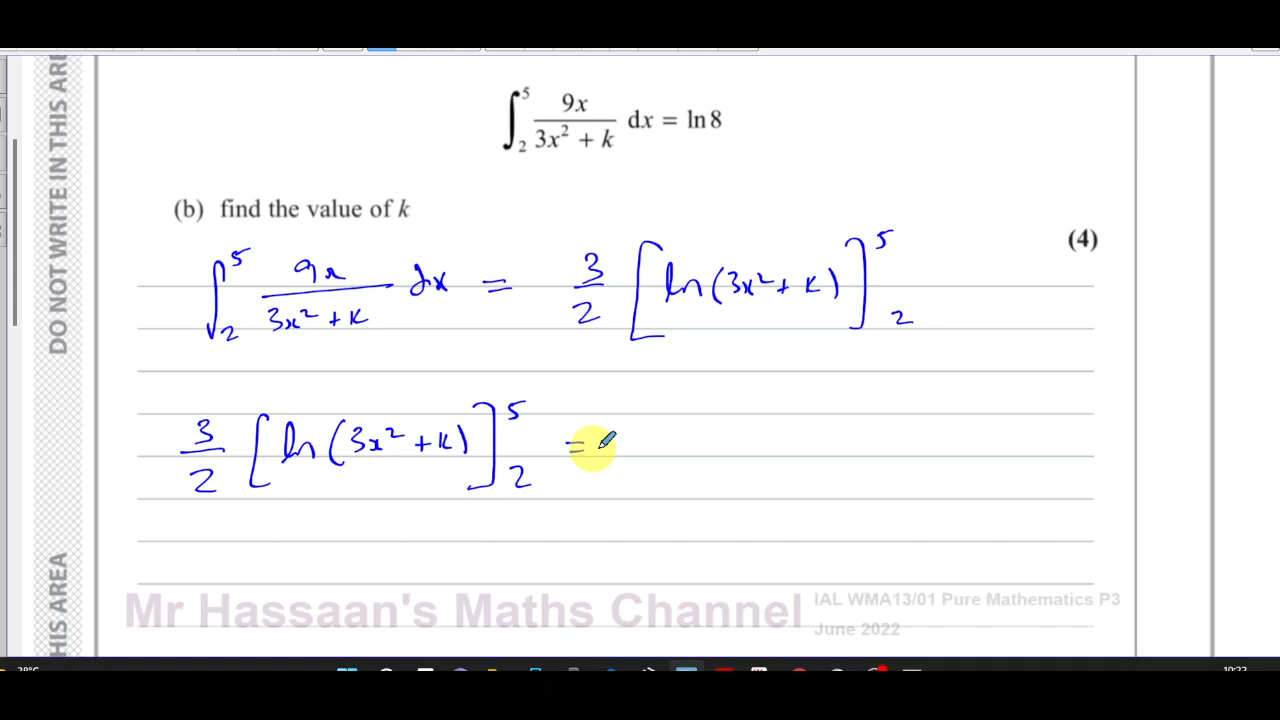 ∫₂⁵ 9x/(3x² + k) dx = ln 8
(b) find the value of k
(4)
∫₂⁵ 9x/(3x² + k) dx = 3/2 [ln(3x² + k)]₂⁵
3/2 [ln(3x² + k)]₂⁵ =
DO NOT WRITE IN THIS AR
HIS AREA
Mr Hassaan's Maths Channel
IAL WMA13/01 Pure Mathematics P3
June 2022